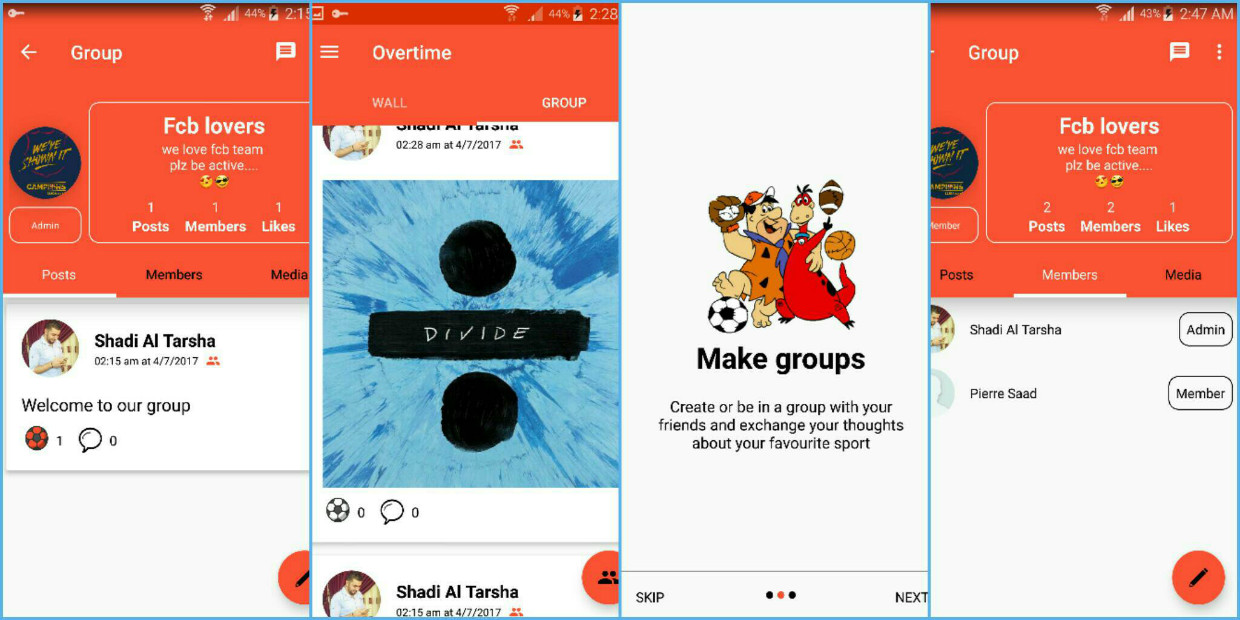 44% 2:15
Group
Fcb lovers
WE'VE
SHOWN IT
CAMPIONS
we love fcb team
plz be active....
Admin
1 1 1
Posts Members Likes
Posts Members Media
Shadi Al Tarsha
02:15 am at 4/7/2017
Welcome to our group
1 0
44% 2:28
Overtime
WALL GROUP
Shadi Al Tarsha
02:28 am at 4/7/2017
DIVIDE
0 0
Shadi Al Tarsha
02:15 am at 4/7/2017
Make groups
Create or be in a group with your
friends and exchange your thoughts
about your favourite sport
SKIP NEXT
43% 2:47 AM
Group
Fcb lovers
WE'VE
SHOWN IT
CAMPIONS
we love fcb team
plz be active....
Member
2 2 1
Posts Members Likes
Posts Members Media
Shadi Al Tarsha Admin
Pierre Saad Member